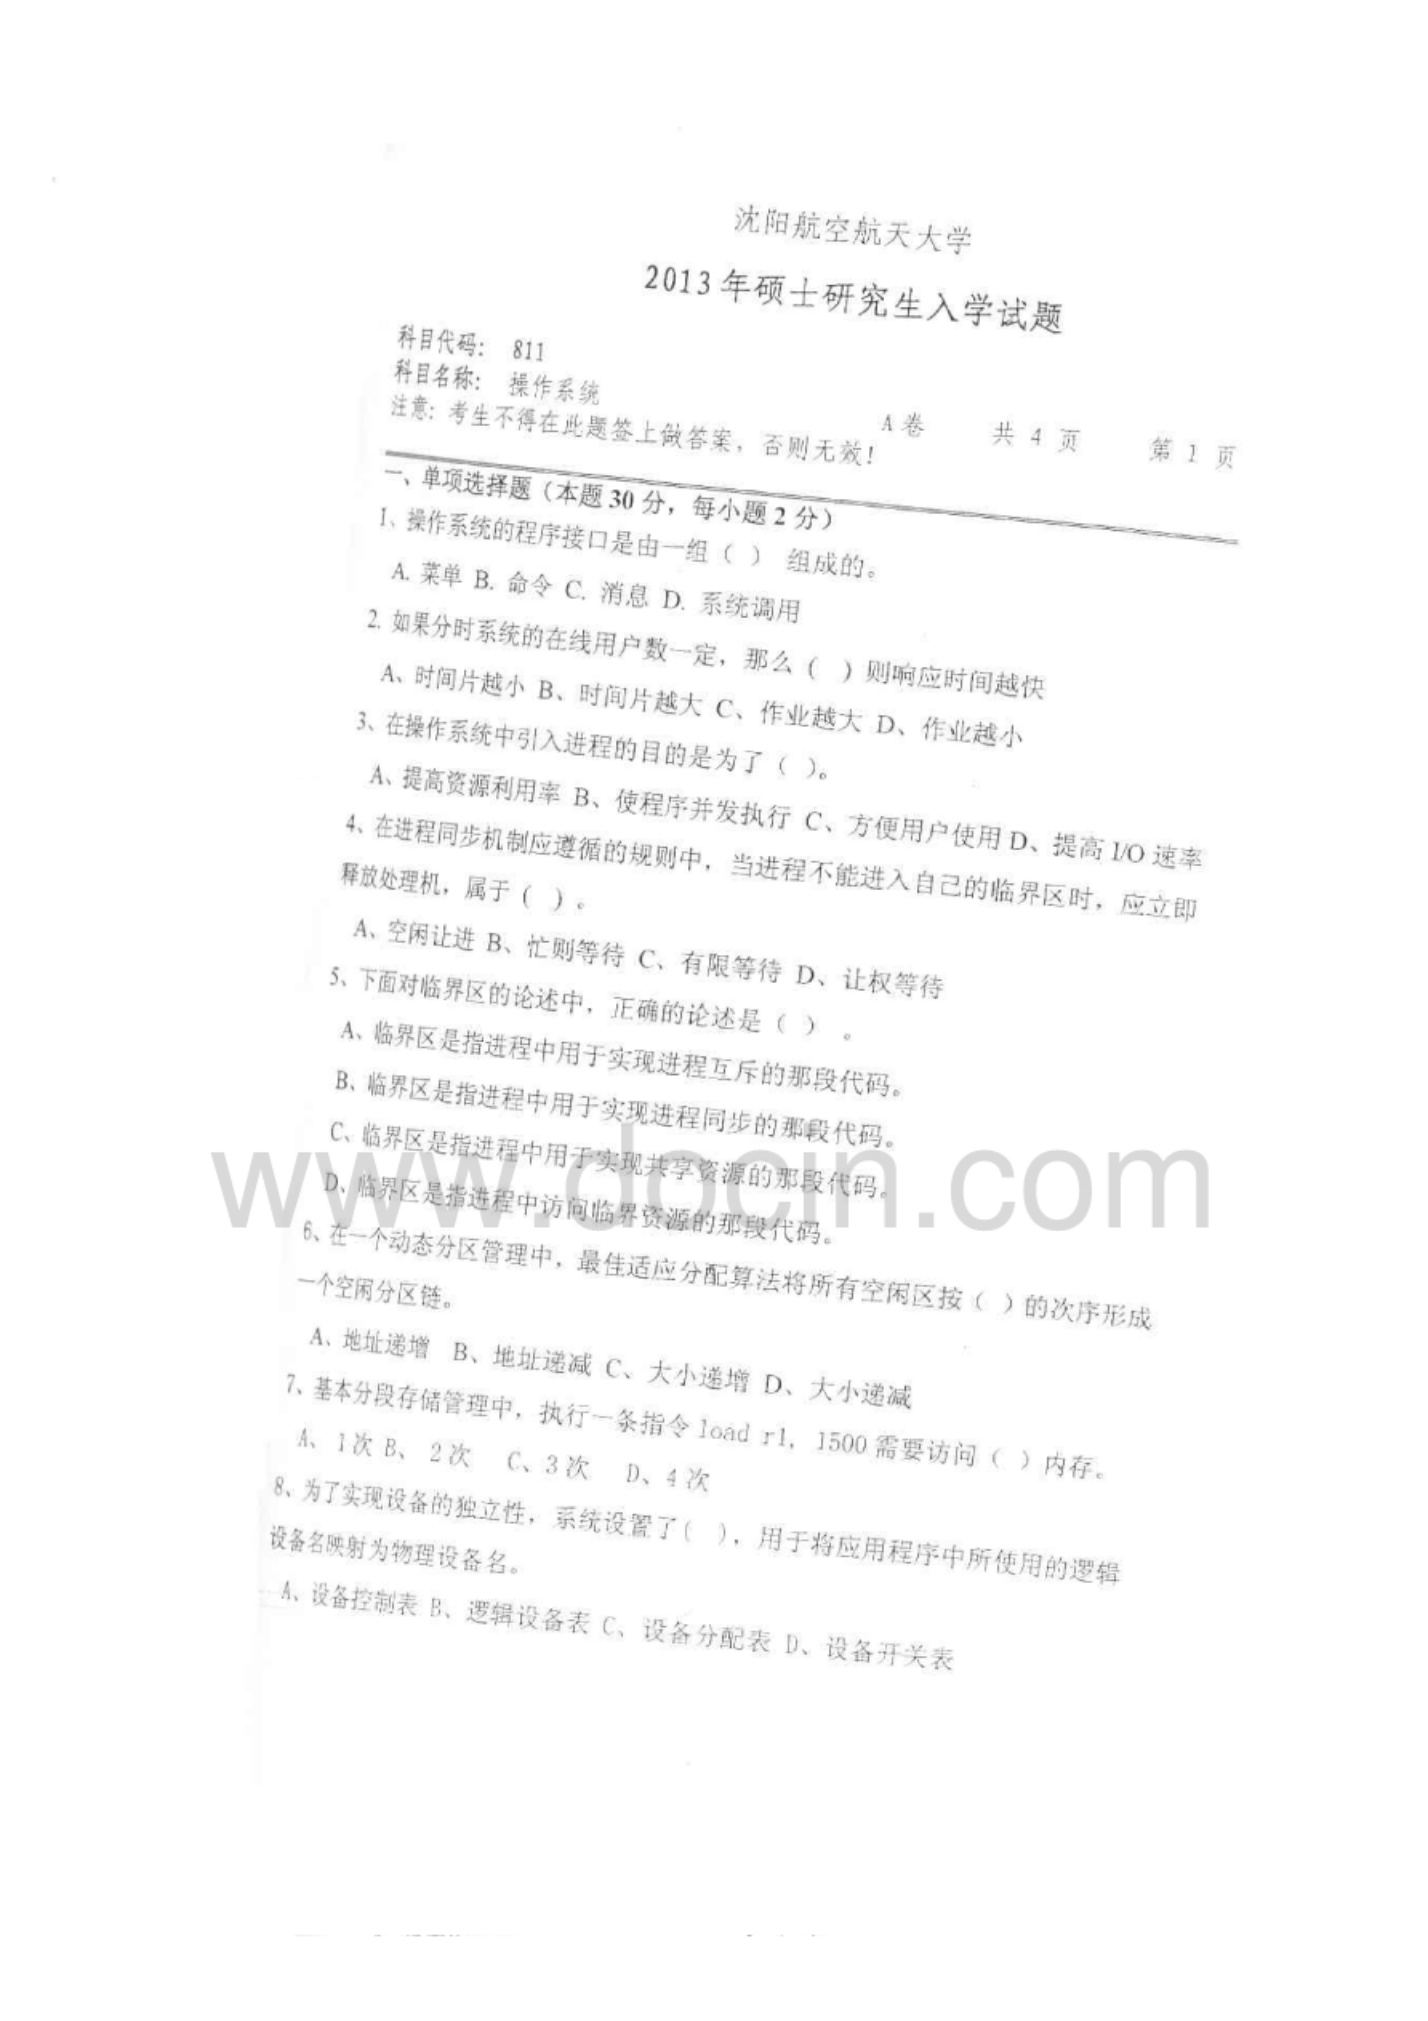 沈阳航空航天大学
2013年硕士研究生入学试题
科目代码: 811
科目名称: 操作系统
A卷 共 4 页 第 1 页
注意: 考生不得在此题签上做答案, 否则无效!
一、单项选择题（本题 30 分，每小题 2 分）
1、操作系统的程序接口是由一组（ ） 组成的。
A. 菜单 B. 命令 C. 消息 D. 系统调用
2. 如果分时系统的在线用户数一定，那么（ ）则响应时间越快
A、时间片越小 B、时间片越大 C、作业越大 D、作业越小
3、在操作系统中引入进程的目的是为了（ ）。
A、提高资源利用率 B、使程序并发执行 C、方便用户使用 D、提高 I/O 速率
4、在进程同步机制应遵循的规则中，当进程不能进入自己的临界区时，应立即
释放处理机，属于（ ）。
A、空闲让进 B、忙则等待 C、有限等待 D、让权等待
5、下面对临界区的论述中，正确的论述是（ ） 。
A、临界区是指进程中用于实现进程互斥的那段代码。
B、临界区是指进程中用于实现进程同步的那段代码。
C、临界区是指进程中用于实现共享资源的那段代码。
D、临界区是指进程中访问临界资源的那段代码。
www.docin.com
6、在一个动态分区管理中，最佳适应分配算法将所有空闲区按（ ）的次序形成
一个空闲分区链。
A、地址递增 B、地址递减 C、大小递增 D、大小递减
7、基本分段存储管理中，执行一条指令 load r1, 1500 需要访问（ ）内存。
A、1次 B、2次 C、3次 D、4次
8、为了实现设备的独立性，系统设置了( )，用于将应用程序中所使用的逻辑
设备名映射为物理设备名。
A、设备控制表 B、逻辑设备表 C、设备分配表 D、设备开关表